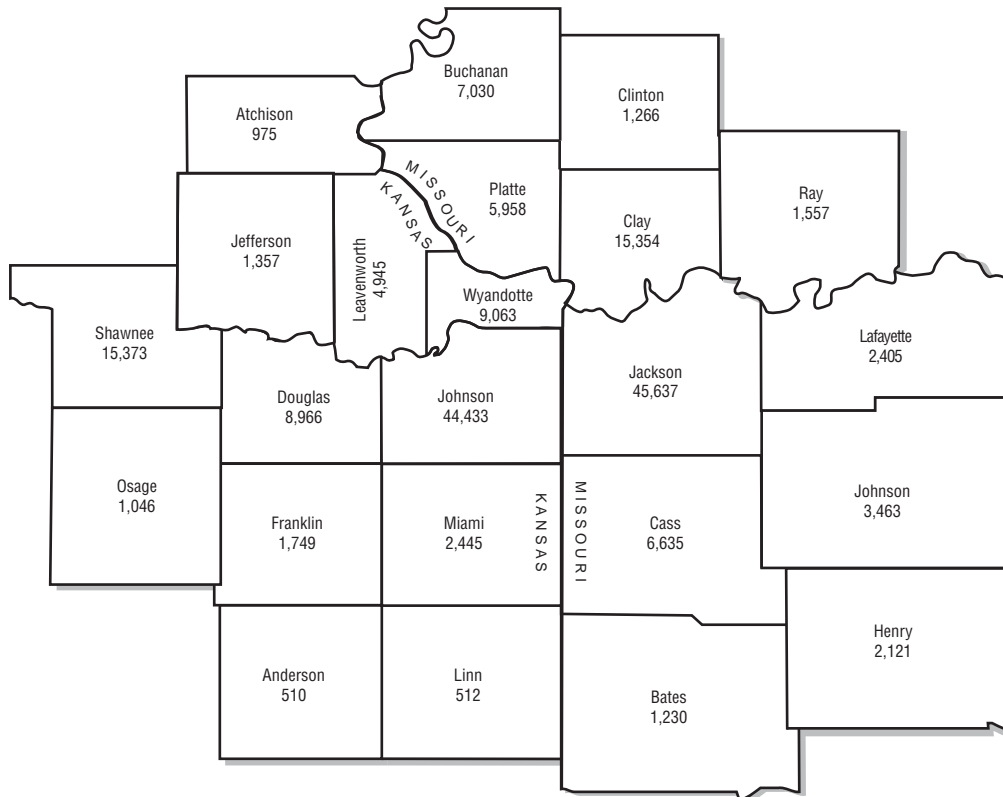 Buchanan
7,030
Clinton
1,266
Atchison
975
MISSOURI
KANSAS
Platte
5,958
Ray
1,557
Clay
15,354
Jefferson
1,357
Leavenworth
4,945
Wyandotte
9,063
Shawnee
15,373
Lafayette
2,405
Jackson
45,637
Douglas
8,966
Johnson
44,433
Osage
1,046
Johnson
3,463
Franklin
1,749
Miami
2,445
KANSAS
MISSOURI
Cass
6,635
Henry
2,121
Anderson
510
Linn
512
Bates
1,230